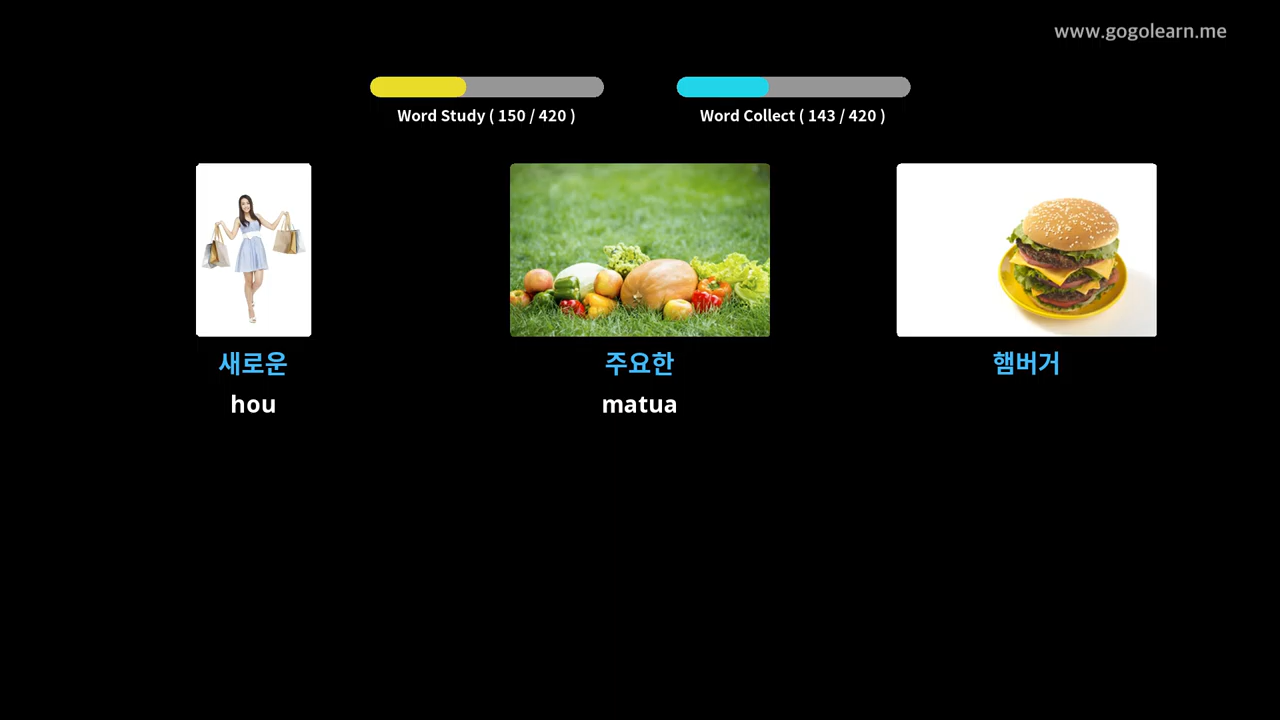 www.gogolearn.me
Word Study ( 150 / 420 )
Word Collect ( 143 / 420 )
새로운
hou
주요한
matua
햄버거